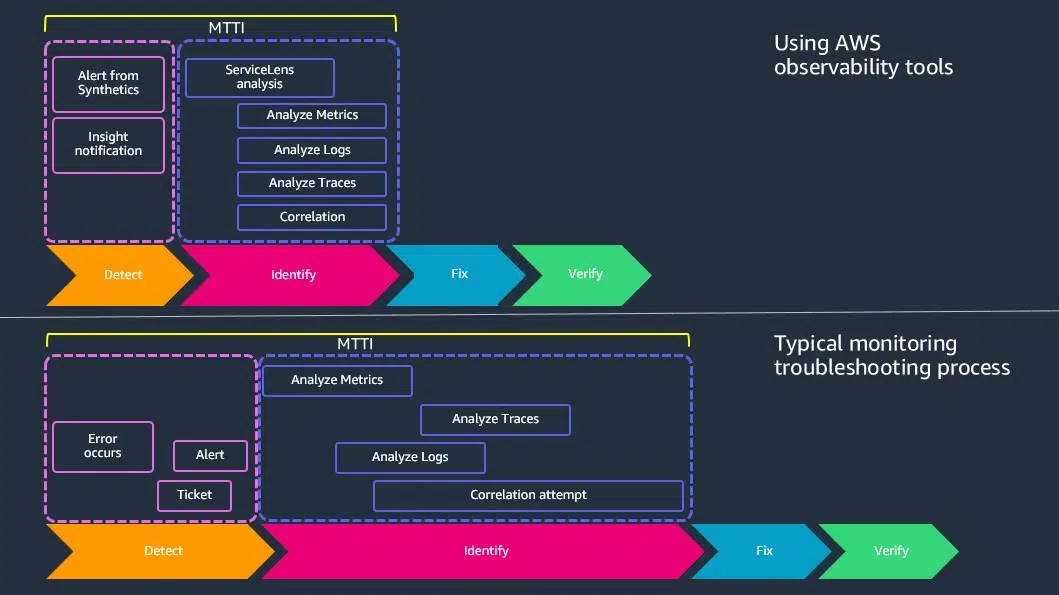 MTTI
Using AWS
observability tools
Alert from
Synthetics
Insight
notification
ServiceLens
analysis
Analyze Metrics
Analyze Logs
Analyze Traces
Correlation
Detect
Identify
Fix
Verify
MTTI
Typical monitoring
troubleshooting process
Error
occurs
Alert
Ticket
Analyze Metrics
Analyze Traces
Analyze Logs
Correlation attempt
Detect
Identify
Fix
Verify